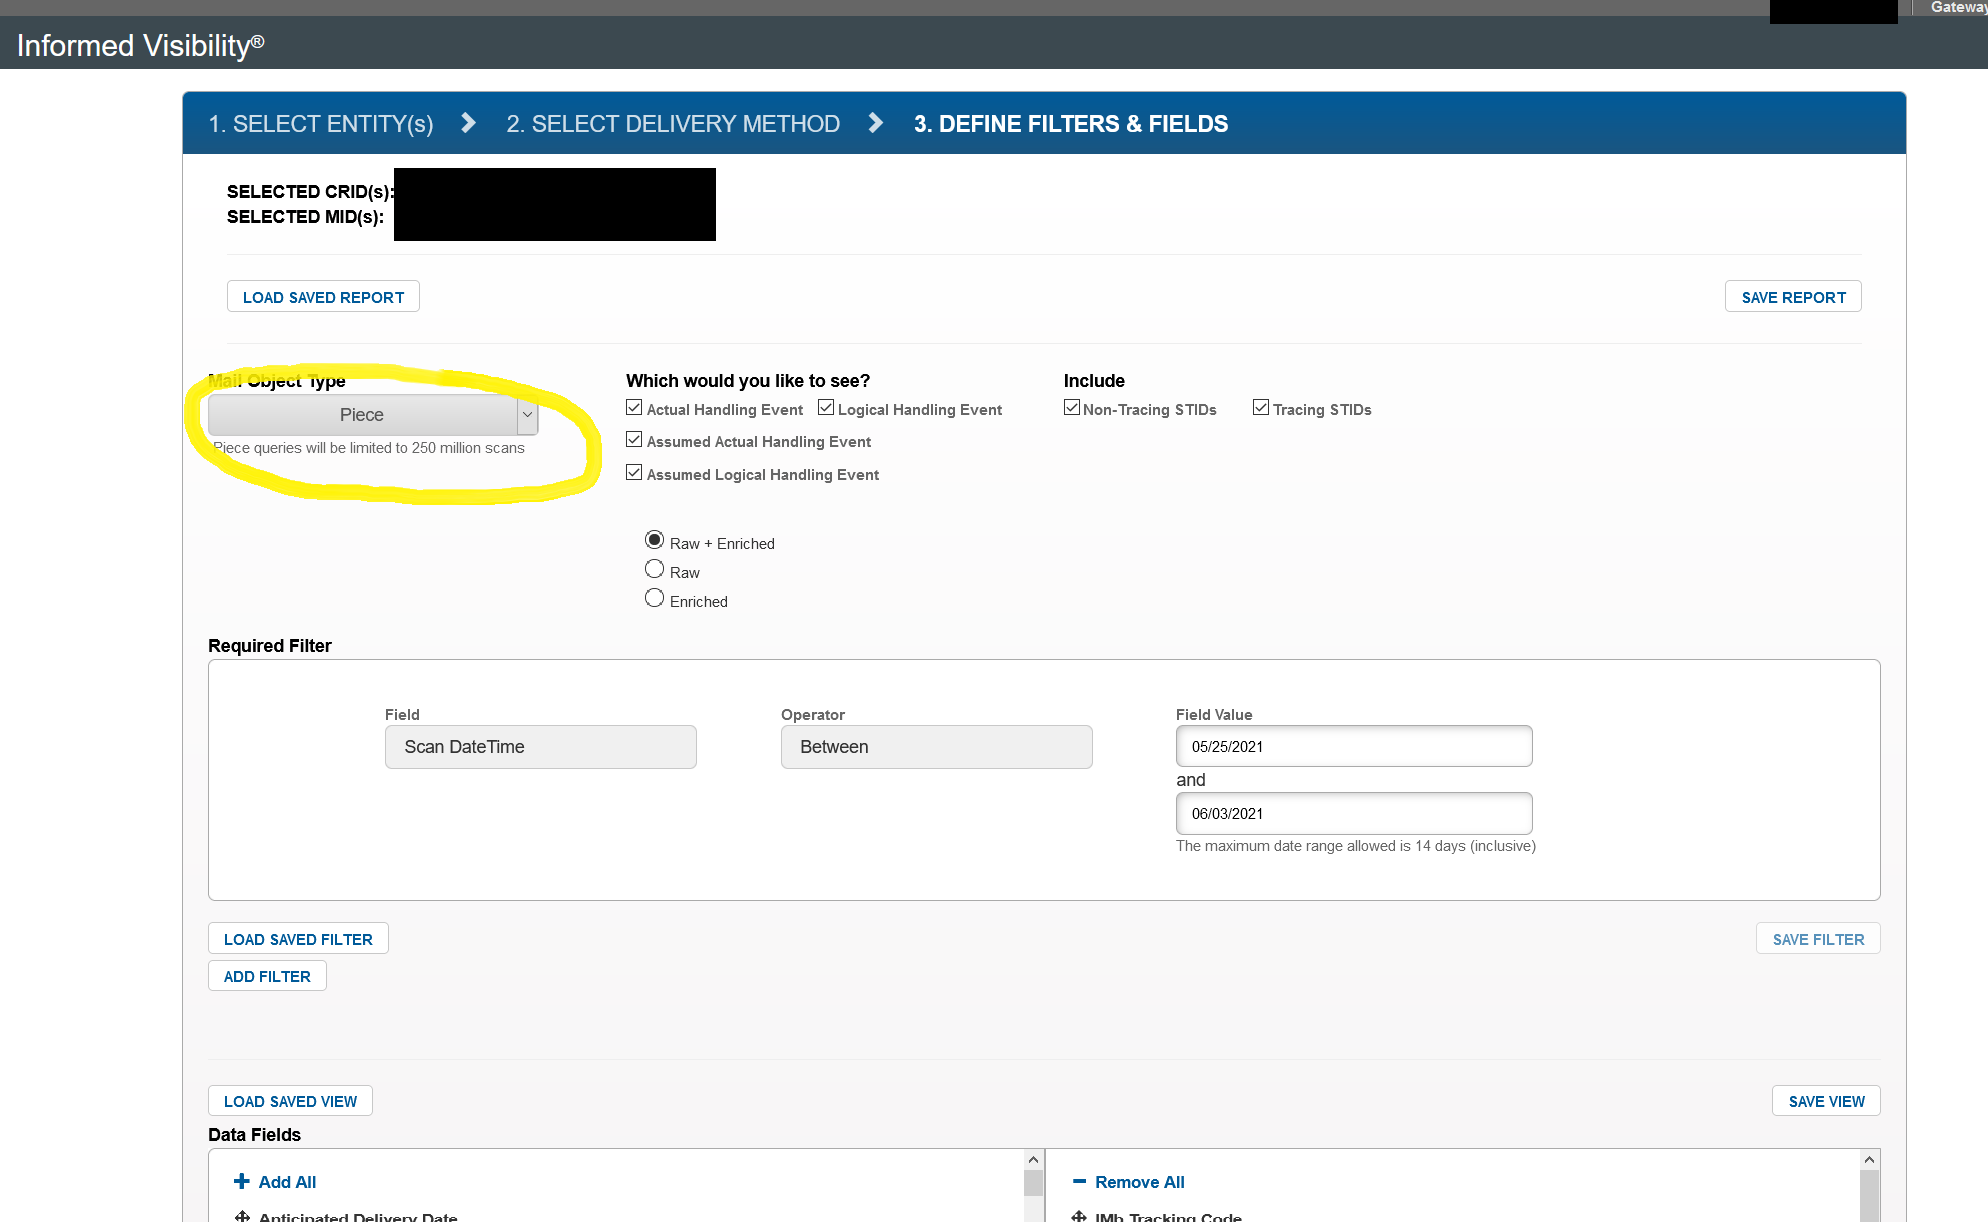 Gateway
Informed Visibility®
1. SELECT ENTITY(s) 2. SELECT DELIVERY METHOD 3. DEFINE FILTERS & FIELDS
SELECTED CRID(s):
SELECTED MID(s):
LOAD SAVED REPORT SAVE REPORT
Mail Object Type
Piece
Piece queries will be limited to 250 million scans
Which would you like to see?
Actual Handling Event Logical Handling Event
Assumed Actual Handling Event
Assumed Logical Handling Event
Include
Non-Tracing STIDs Tracing STIDs
Raw + Enriched
Raw
Enriched
Required Filter
Field Operator Field Value
Scan DateTime Between 05/25/2021
and
06/03/2021
The maximum date range allowed is 14 days (inclusive)
LOAD SAVED FILTER SAVE FILTER
ADD FILTER
LOAD SAVED VIEW SAVE VIEW
Data Fields
Add All Remove All
Anticipated Delivery Date IMb Tracking Code